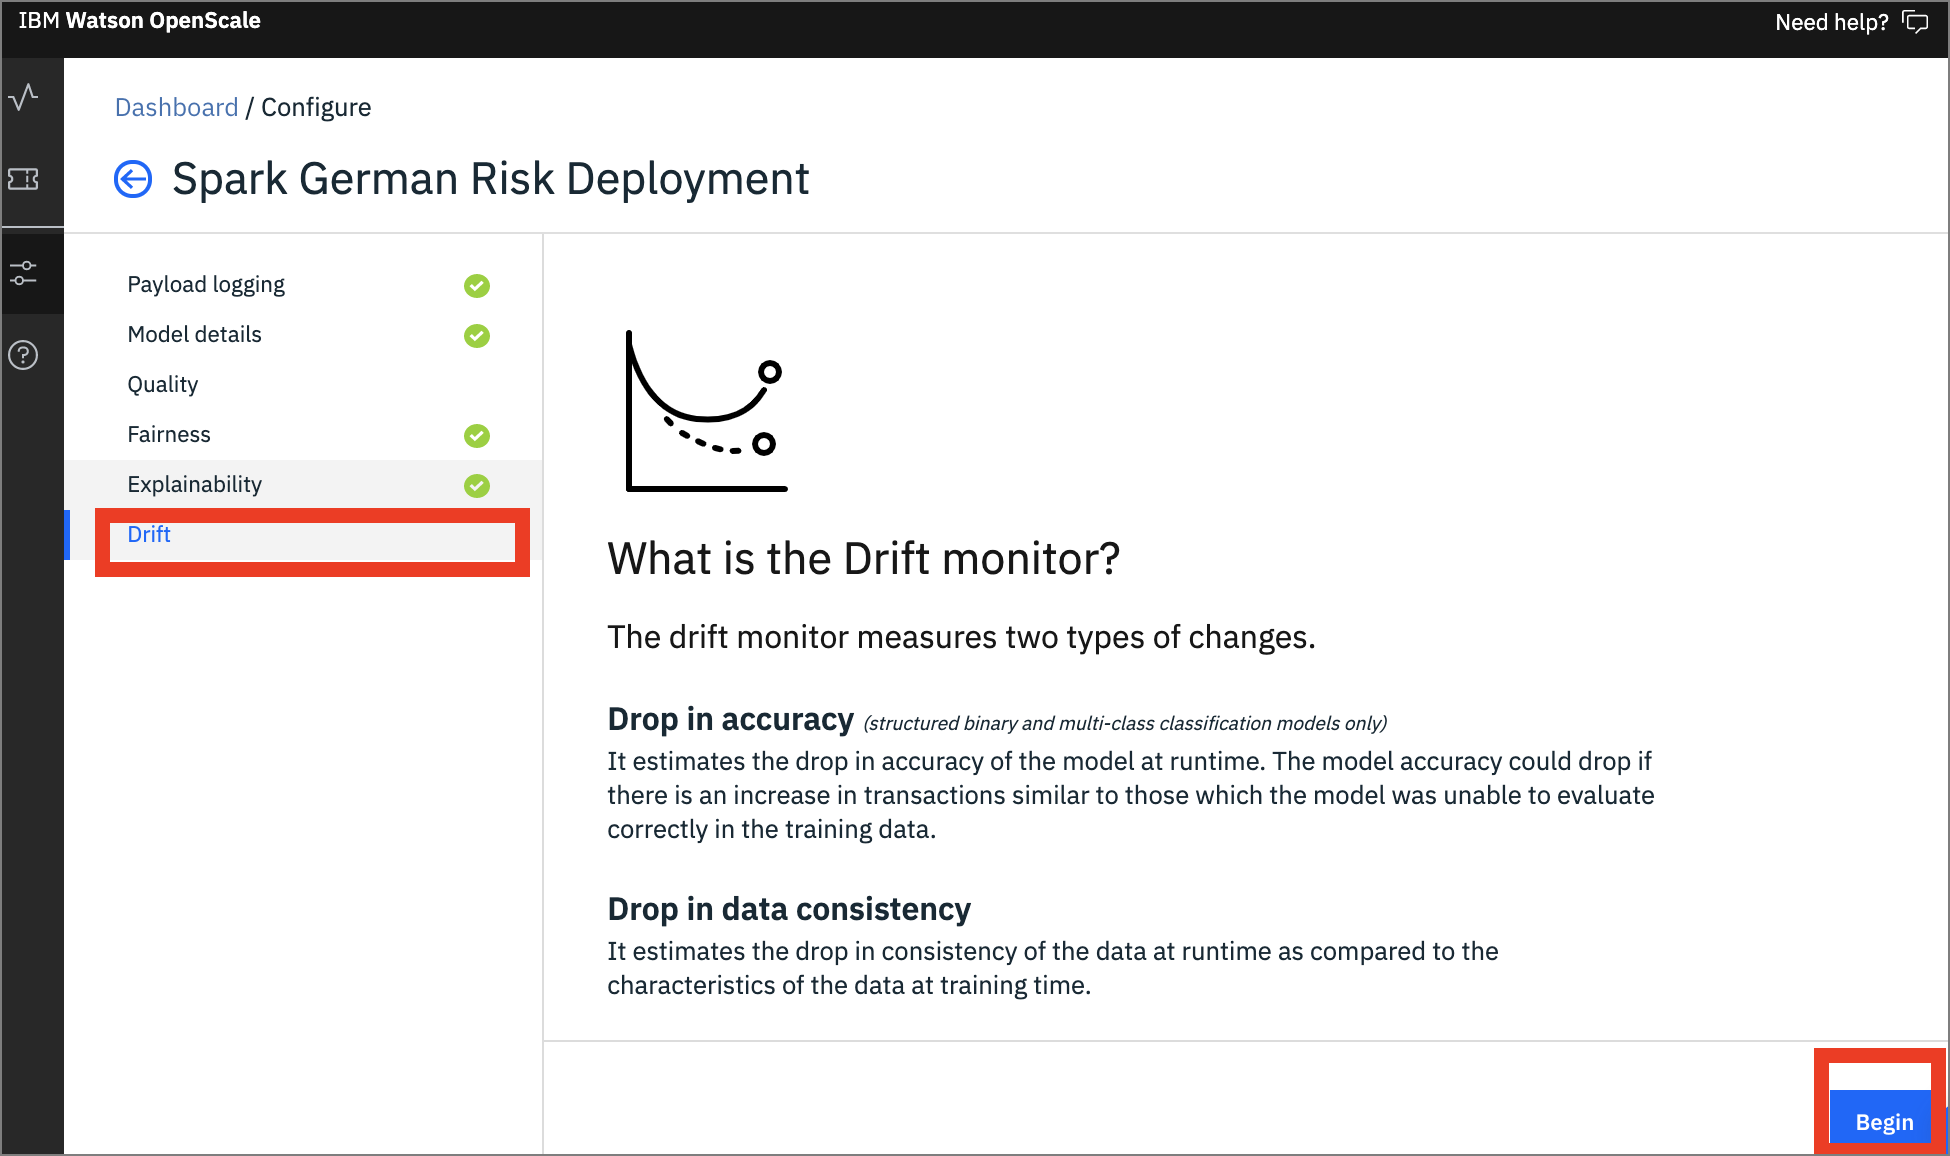 IBM Watson OpenScale
Need help?
Dashboard / Configure
Spark German Risk Deployment
Payload logging
Model details
Quality
Fairness
Explainability
Drift
What is the Drift monitor?
The drift monitor measures two types of changes.
Drop in accuracy (structured binary and multi-class classification models only)
It estimates the drop in accuracy of the model at runtime. The model accuracy could drop if
there is an increase in transactions similar to those which the model was unable to evaluate
correctly in the training data.
Drop in data consistency
It estimates the drop in consistency of the data at runtime as compared to the
characteristics of the data at training time.
Begin